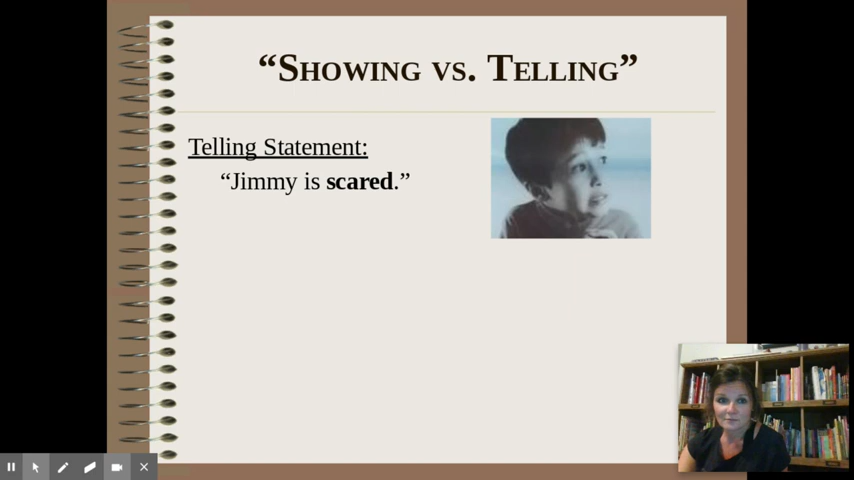 “Showing vs. Telling”
Telling Statement:
“Jimmy is scared.”